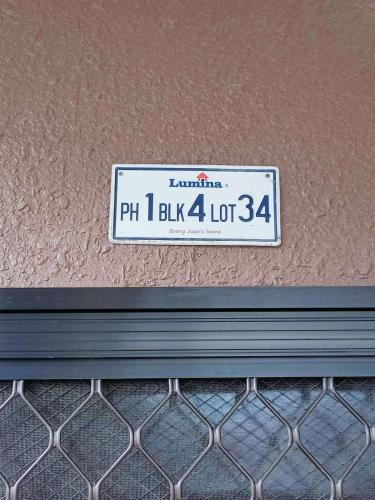 Lumina ®
PH 1 BLK 4 LOT 34
Every Juan's home